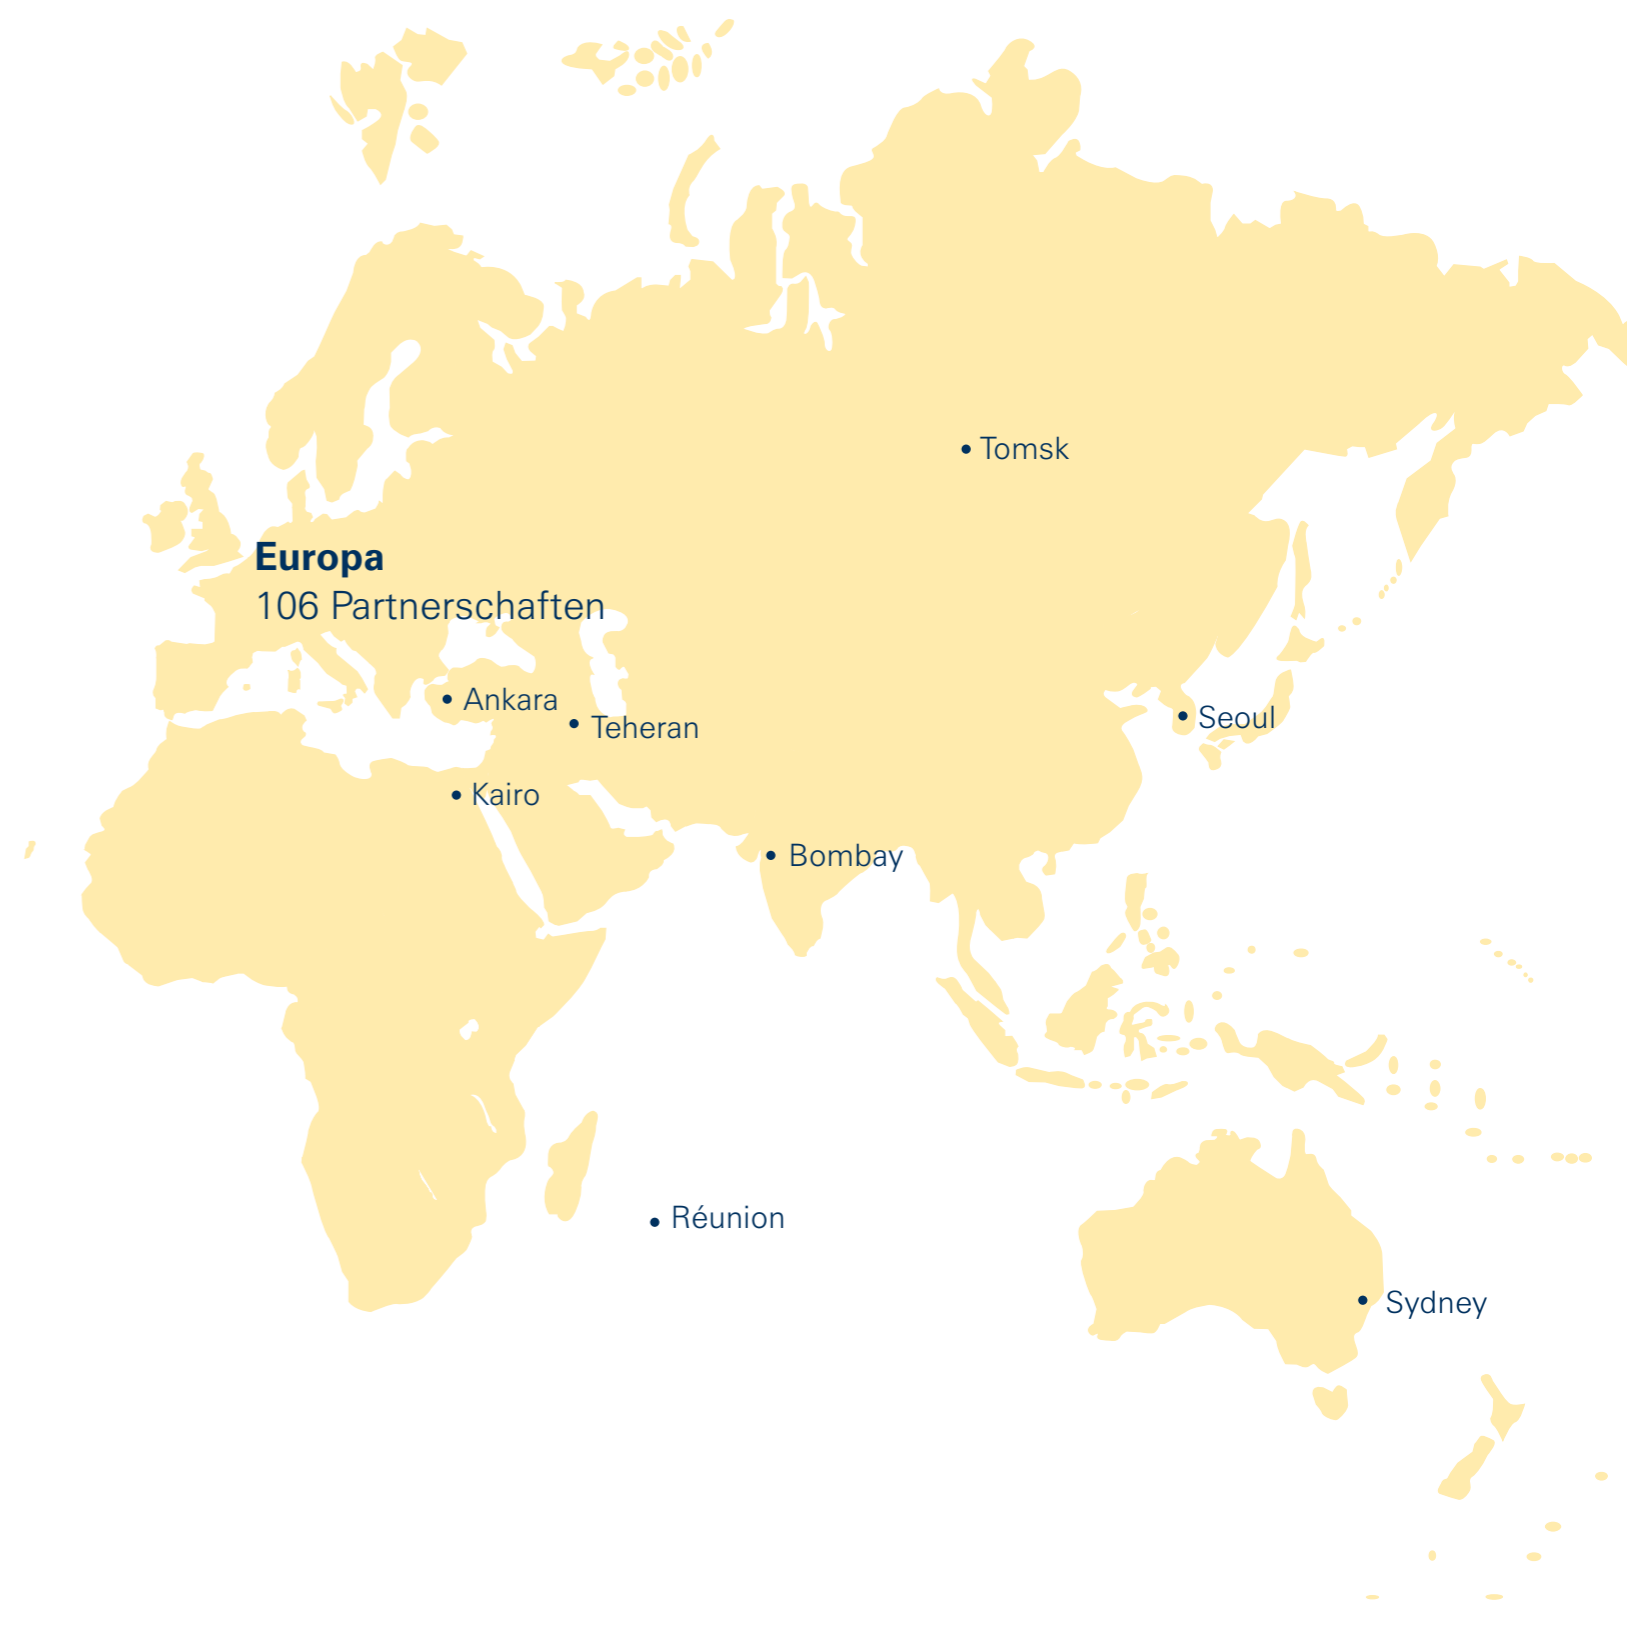 Tomsk
Europa
106 Partnerschaften
Ankara
Seoul
Teheran
Kairo
Bombay
Réunion
Sydney